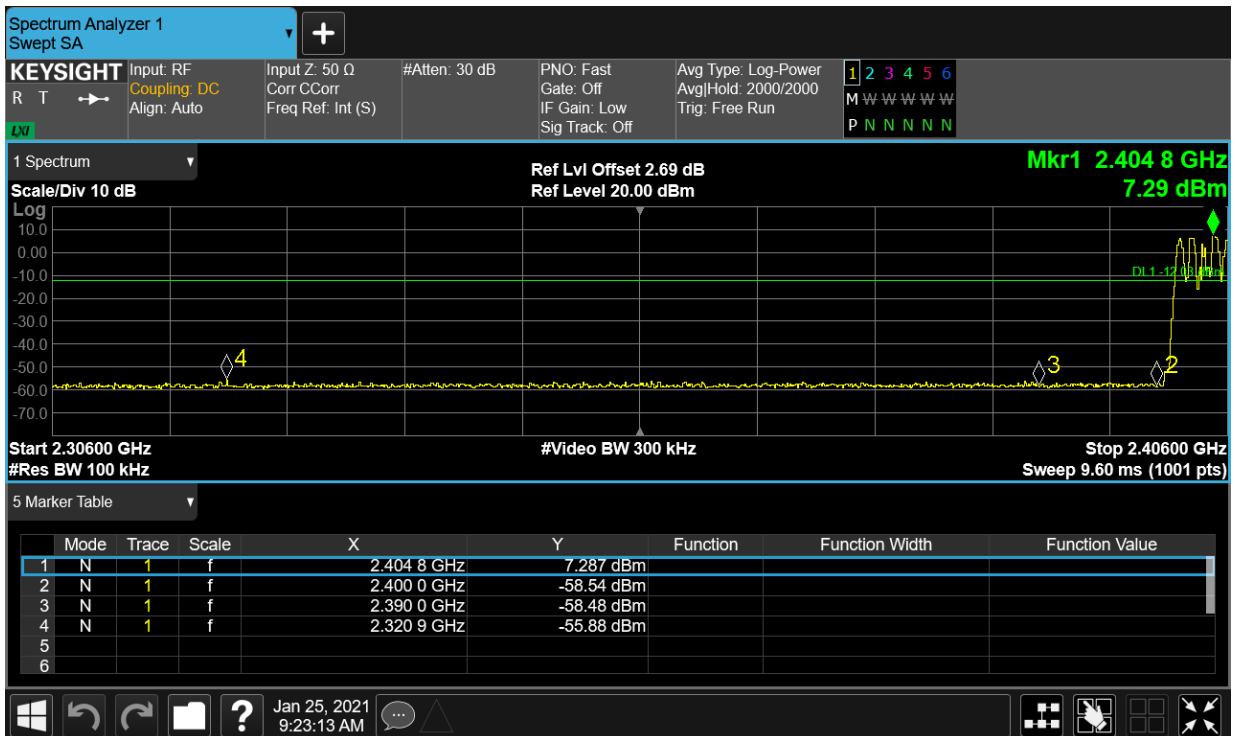 Spectrum Analyzer 1
Swept SA
+
KEYSIGHT Input: RF Input Z: 50 Ω #Atten: 30 dB PNO: Fast Avg Type: Log-Power 1 2 3 4 5 6
R T Coupling: DC Corr CCorr Gate: Off Avg|Hold: 2000/2000 M W W W W W
Align: Auto Freq Ref: Int (S) IF Gain: Low Trig: Free Run
LXI Sig Track: Off P N N N N N
1 Spectrum Ref Lvl Offset 2.69 dB Mkr1 2.404 8 GHz
Scale/Div 10 dB Ref Level 20.00 dBm 7.29 dBm
Log
10.0
0.00
-10.0 DL1 -12.03 dBm
-20.0
-30.0
-40.0
4 3 2
-50.0
-60.0
-70.0
Start 2.30600 GHz #Video BW 300 kHz Stop 2.40600 GHz
#Res BW 100 kHz Sweep 9.60 ms (1001 pts)
5 Marker Table
Mode Trace Scale X Y Function Function Width Function Value
1 N 1 f 2.404 8 GHz 7.287 dBm
2 N 1 f 2.400 0 GHz -58.54 dBm
3 N 1 f 2.390 0 GHz -58.48 dBm
4 N 1 f 2.320 9 GHz -55.88 dBm
5
6
? Jan 25, 2021
9:23:13 AM